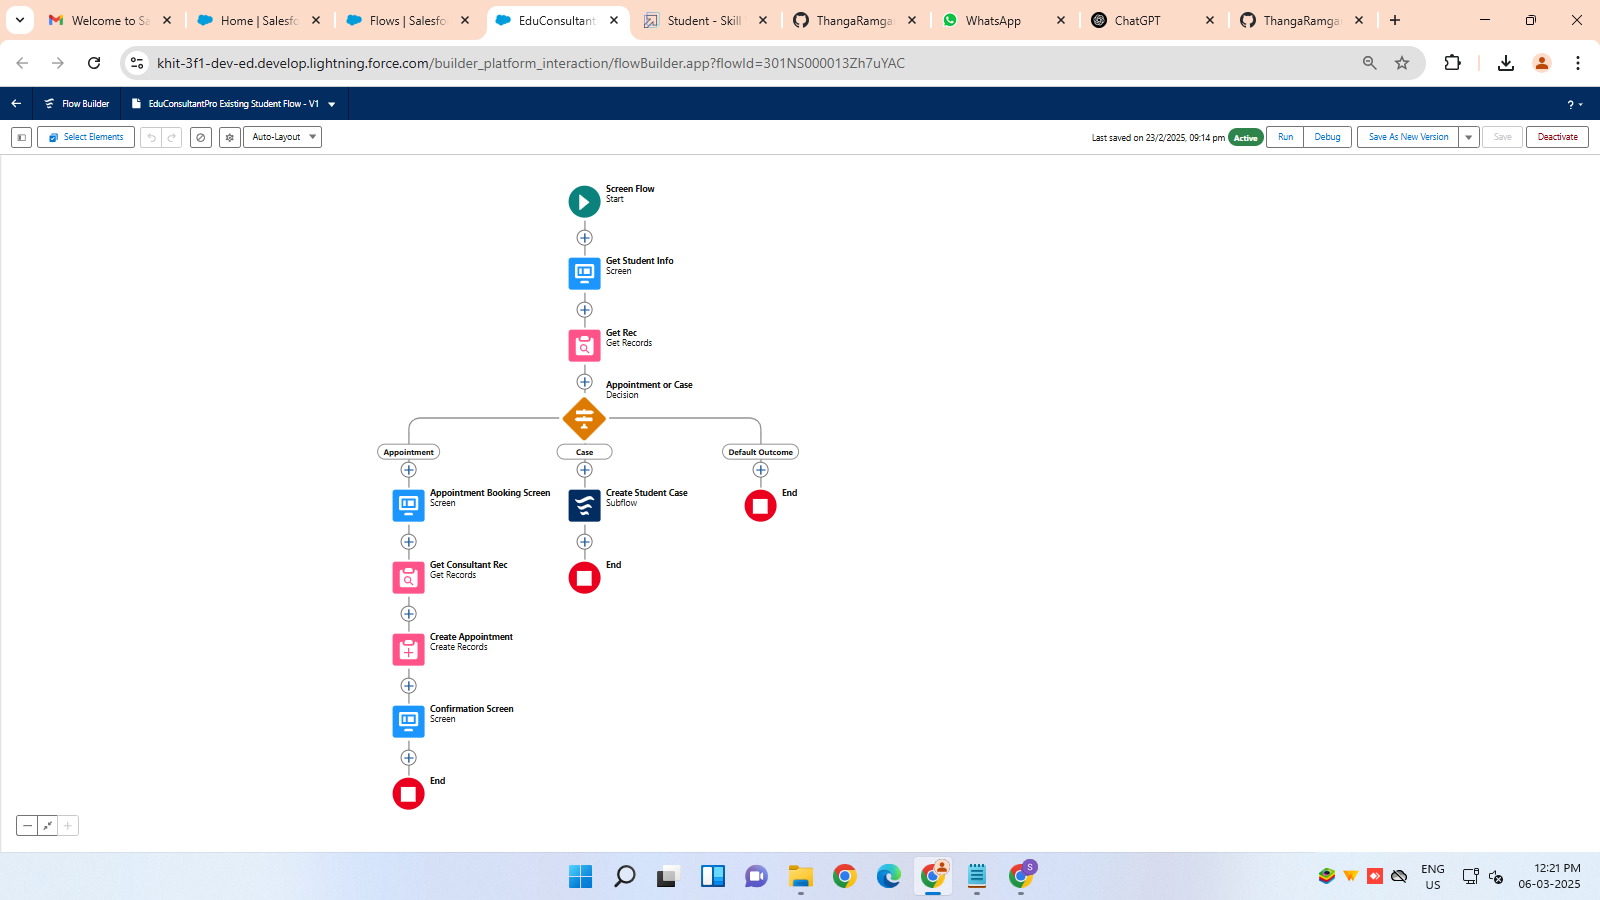 Welcome to Sa
Home | Salesfo
Flows | Salesfo
EduConsultant
Student - Skill
ThangaRamga
WhatsApp
ChatGPT
ThangaRamga
khit-3f1-dev-ed.develop.lightning.force.com/builder_platform_interaction/flowBuilder.app?flowId=301NS000013Zh7uYAC
Flow Builder
EduConsultantPro Existing Student Flow - V1
?
Select Elements
Auto-Layout
Last saved on 23/2/2025, 09:14 pm
Active
Run
Debug
Save As New Version
Save
Deactivate
Screen Flow
Start
Get Student Info
Screen
Get Rec
Get Records
Appointment or Case
Decision
Appointment
Case
Default Outcome
Appointment Booking Screen
Screen
Create Student Case
Subflow
End
Get Consultant Rec
Get Records
End
Create Appointment
Create Records
Confirmation Screen
Screen
End
S
ENG
US
12:21 PM
06-03-2025